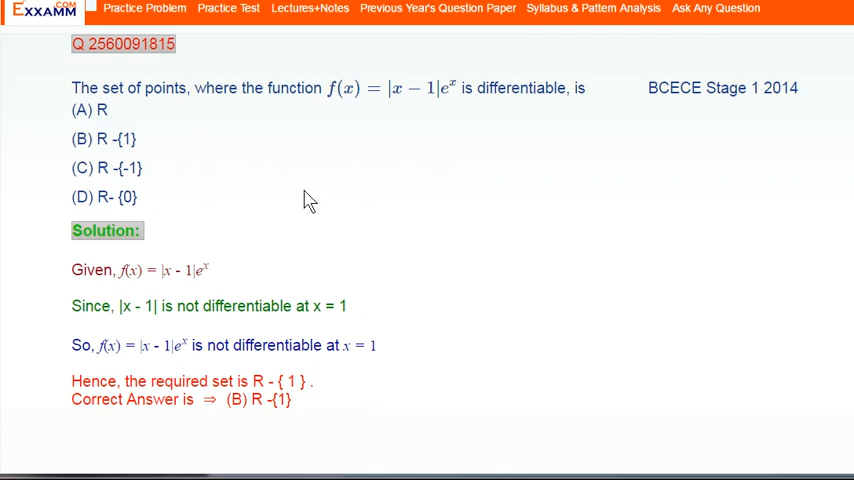 EXXAMM.COM Practice Problem Practice Test Lectures+Notes Previous Year's Question Paper Syllabus & Pattern Analysis Ask Any Question
Q 2560091815
The set of points, where the function f(x) = |x − 1|eˣ is differentiable, is BCECE Stage 1 2014
(A) R
(B) R -{1}
(C) R -{-1}
(D) R- {0}
Solution:
Given, f(x) = |x - 1|eˣ
Since, |x - 1| is not differentiable at x = 1
So, f(x) = |x - 1|eˣ is not differentiable at x = 1
Hence, the required set is R - { 1 } .
Correct Answer is ⇒ (B) R -{1}